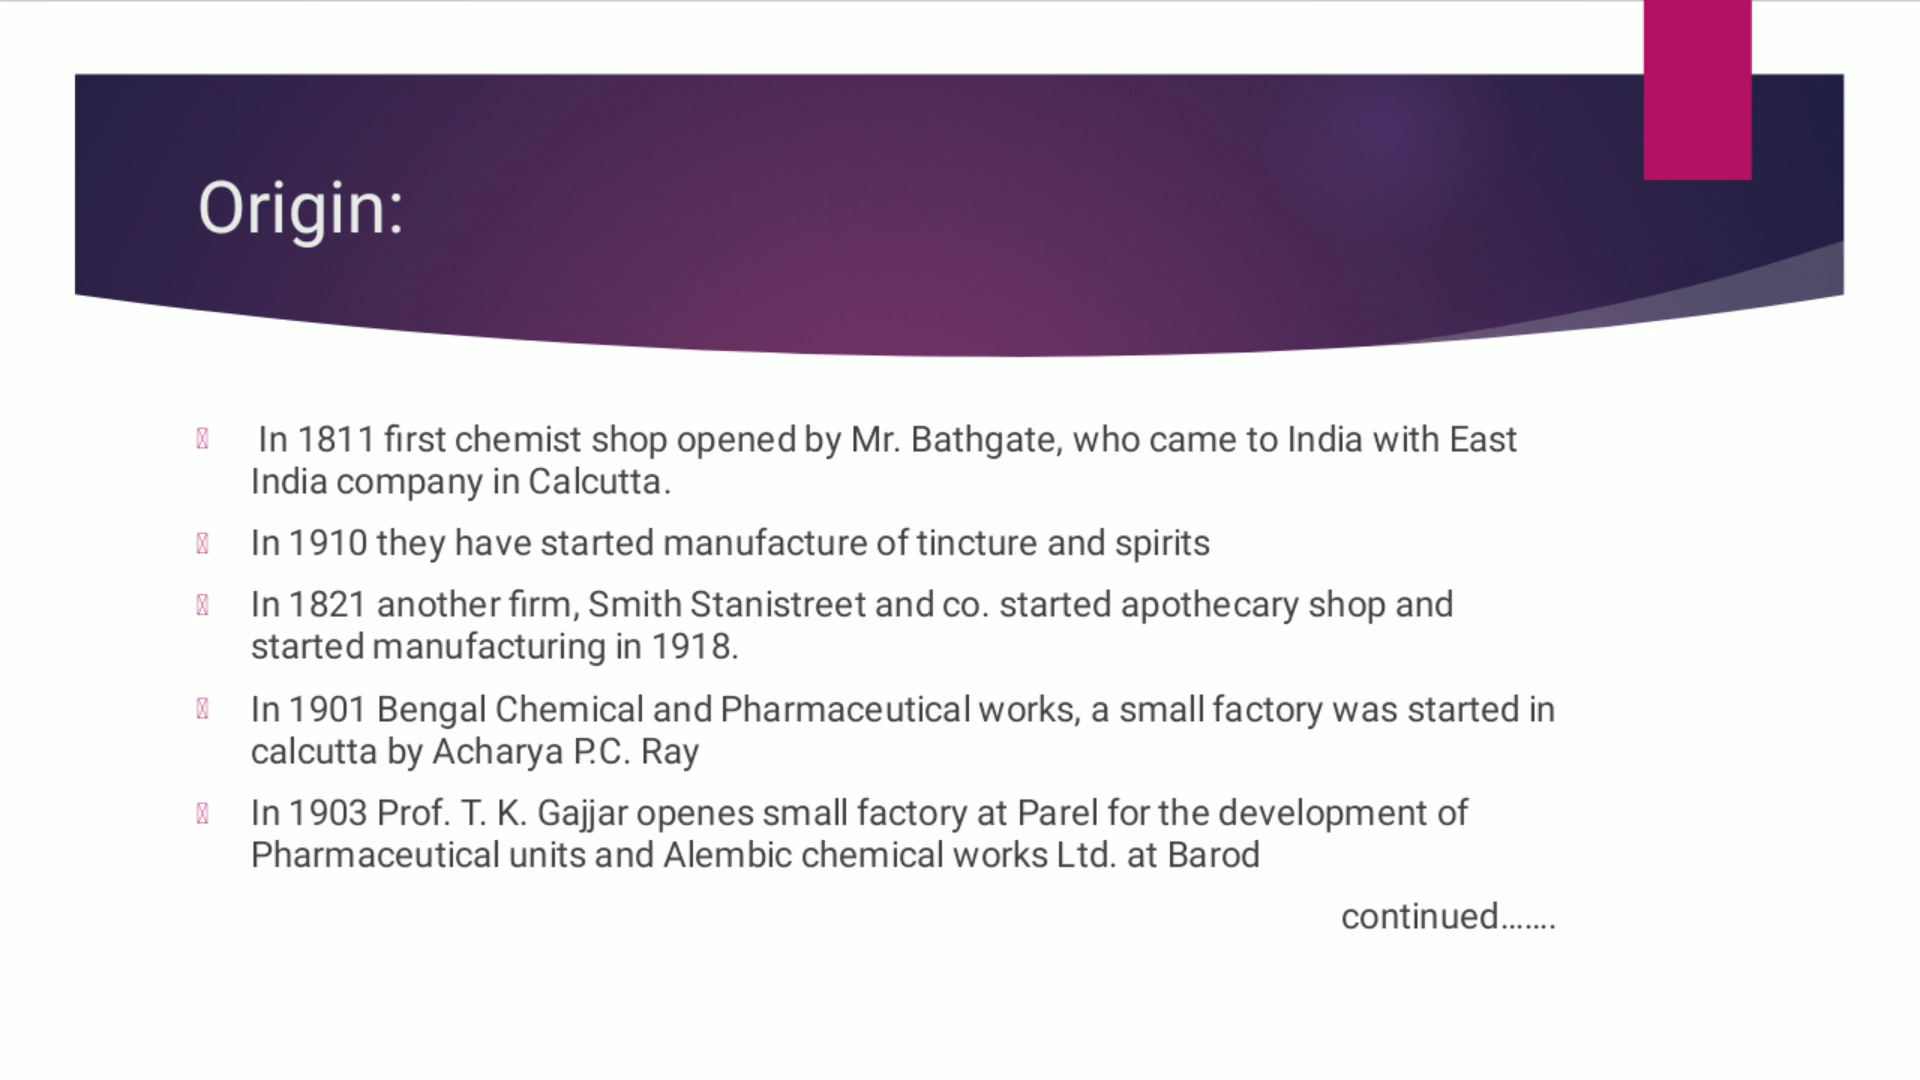 Origin:
In 1811 first chemist shop opened by Mr. Bathgate, who came to India with East
India company in Calcutta.
In 1910 they have started manufacture of tincture and spirits
In 1821 another firm, Smith Stanistreet and co. started apothecary shop and
started manufacturing in 1918.
In 1901 Bengal Chemical and Pharmaceutical works, a small factory was started in
calcutta by Acharya P.C. Ray
In 1903 Prof. T. K. Gajjar openes small factory at Parel for the development of
Pharmaceutical units and Alembic chemical works Ltd. at Barod
continued…….